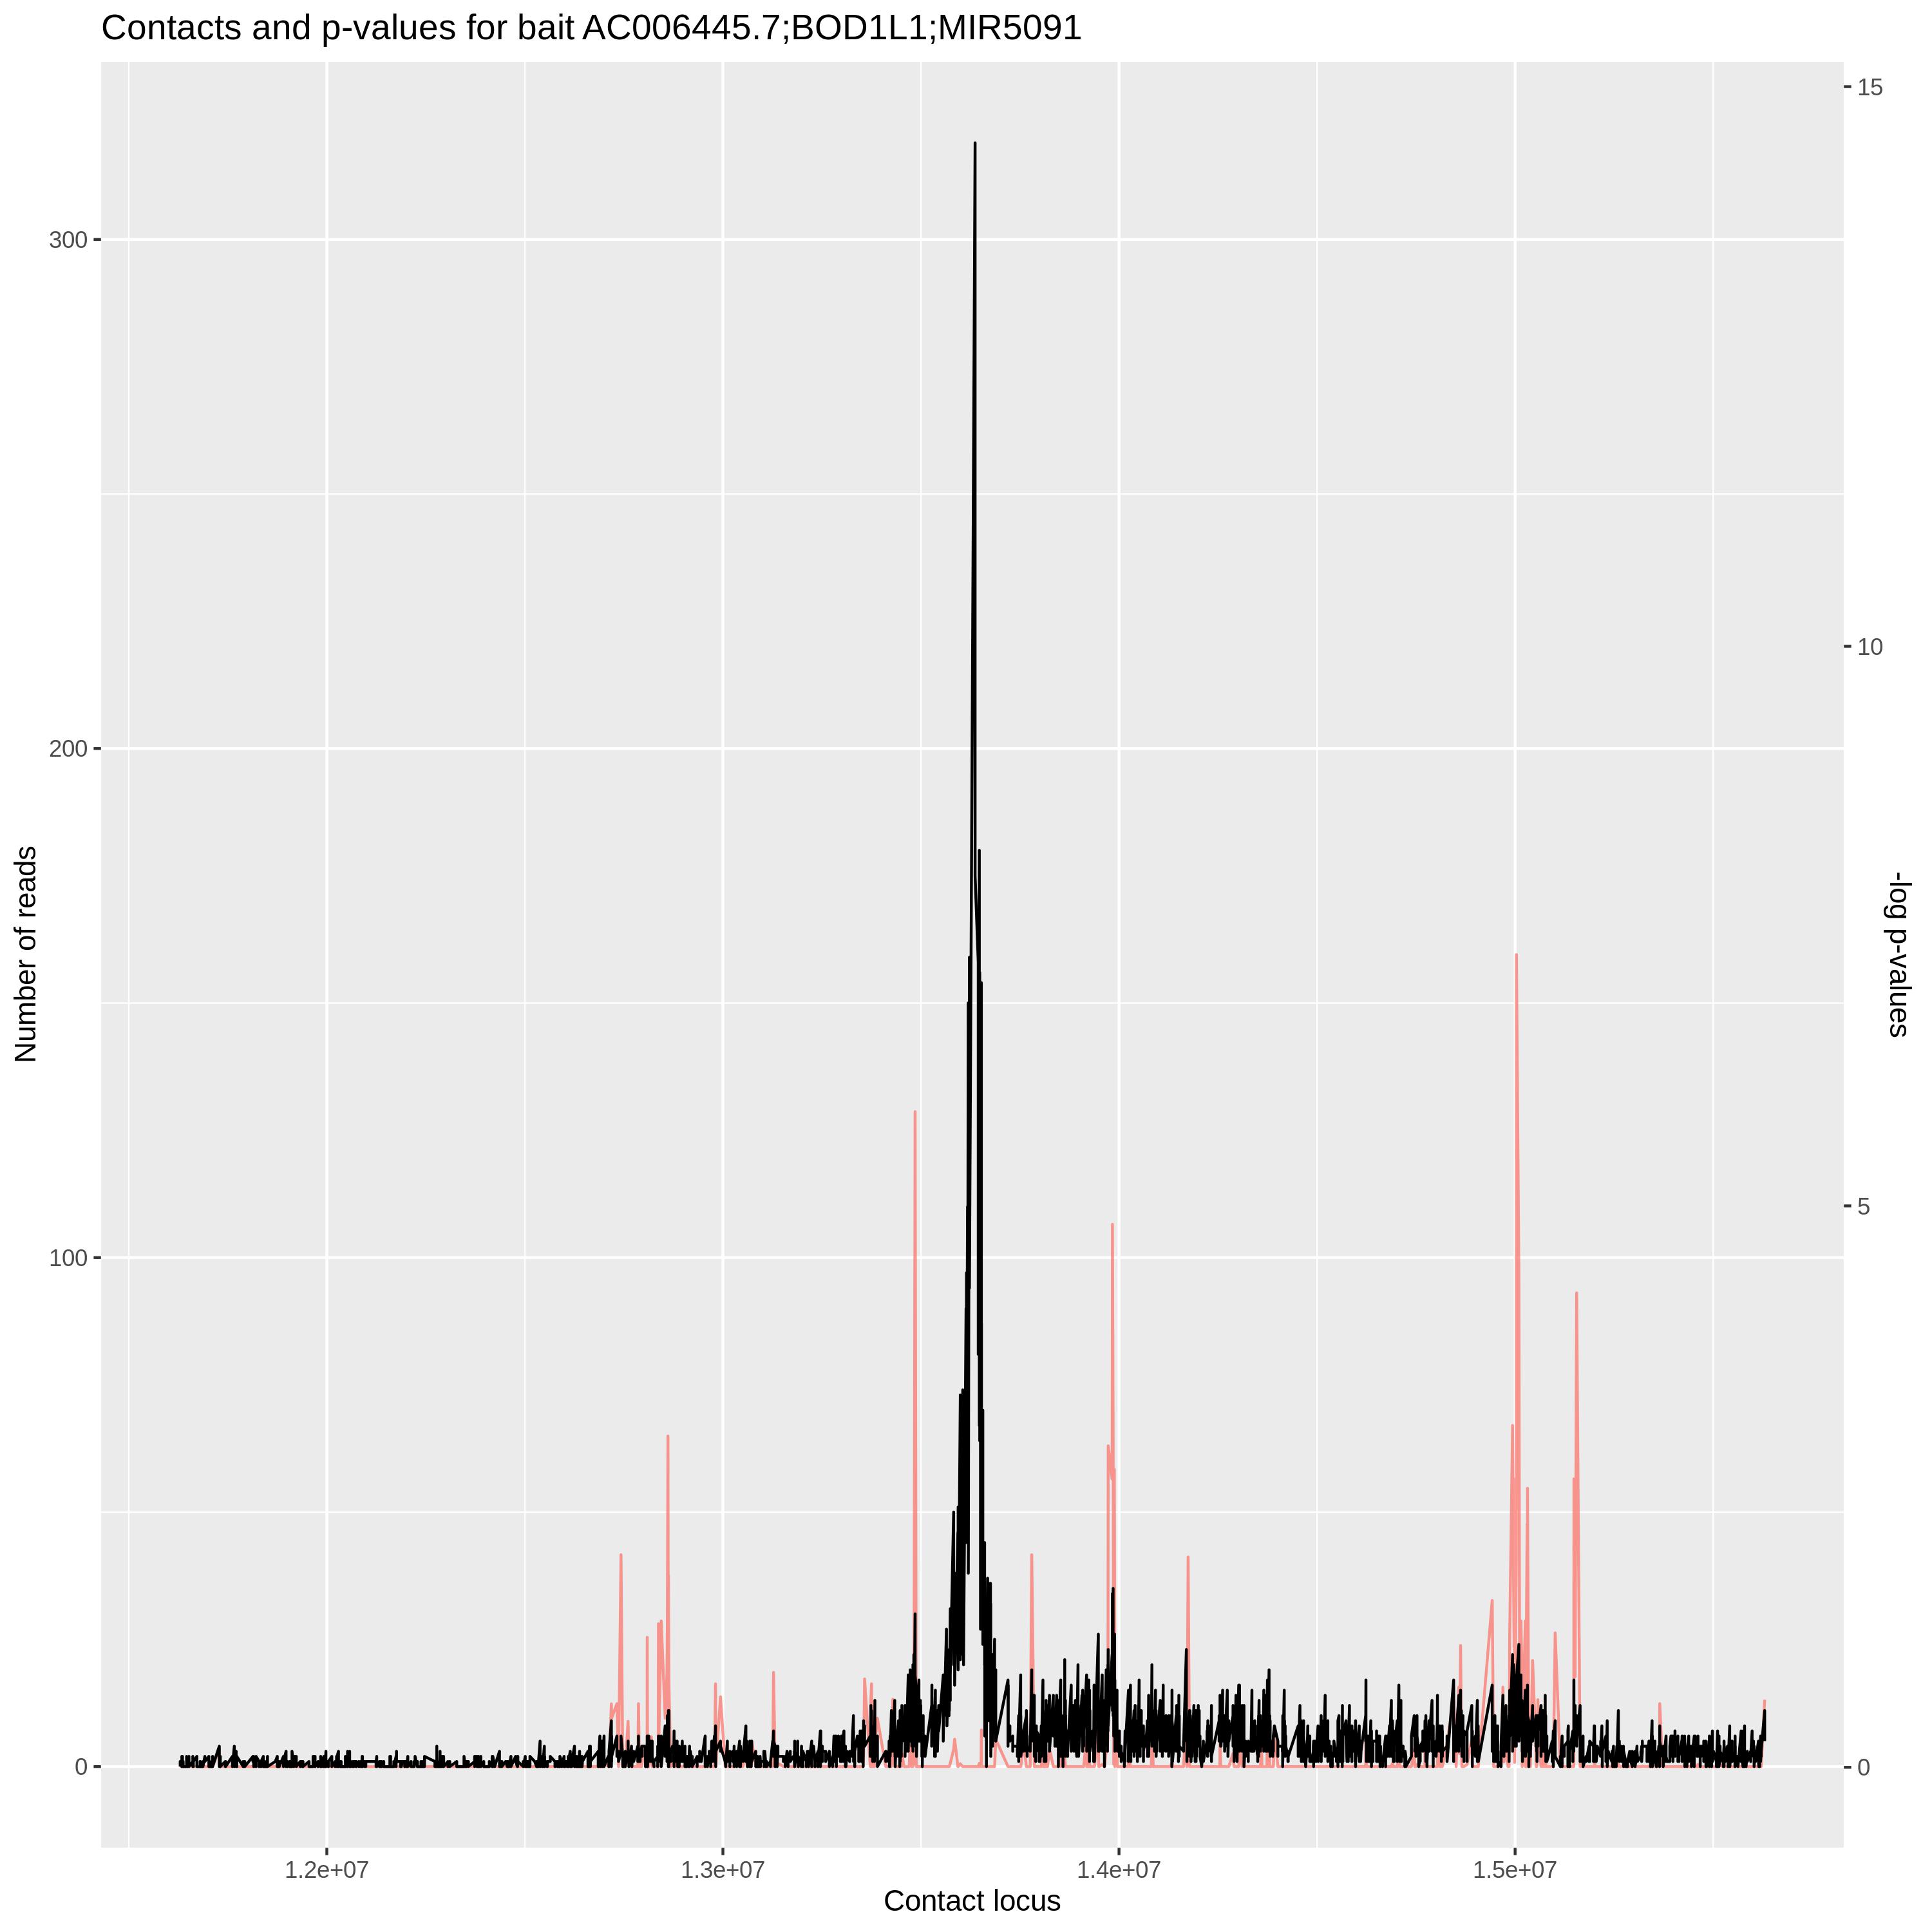 Contacts and p-values for bait AC006445.7;BOD1L1;MIR5091
15
300
10
200
Number of reads
-log p-values
5
100
0
0
1.2e+07
1.3e+07
1.4e+07
1.5e+07
Contact locus